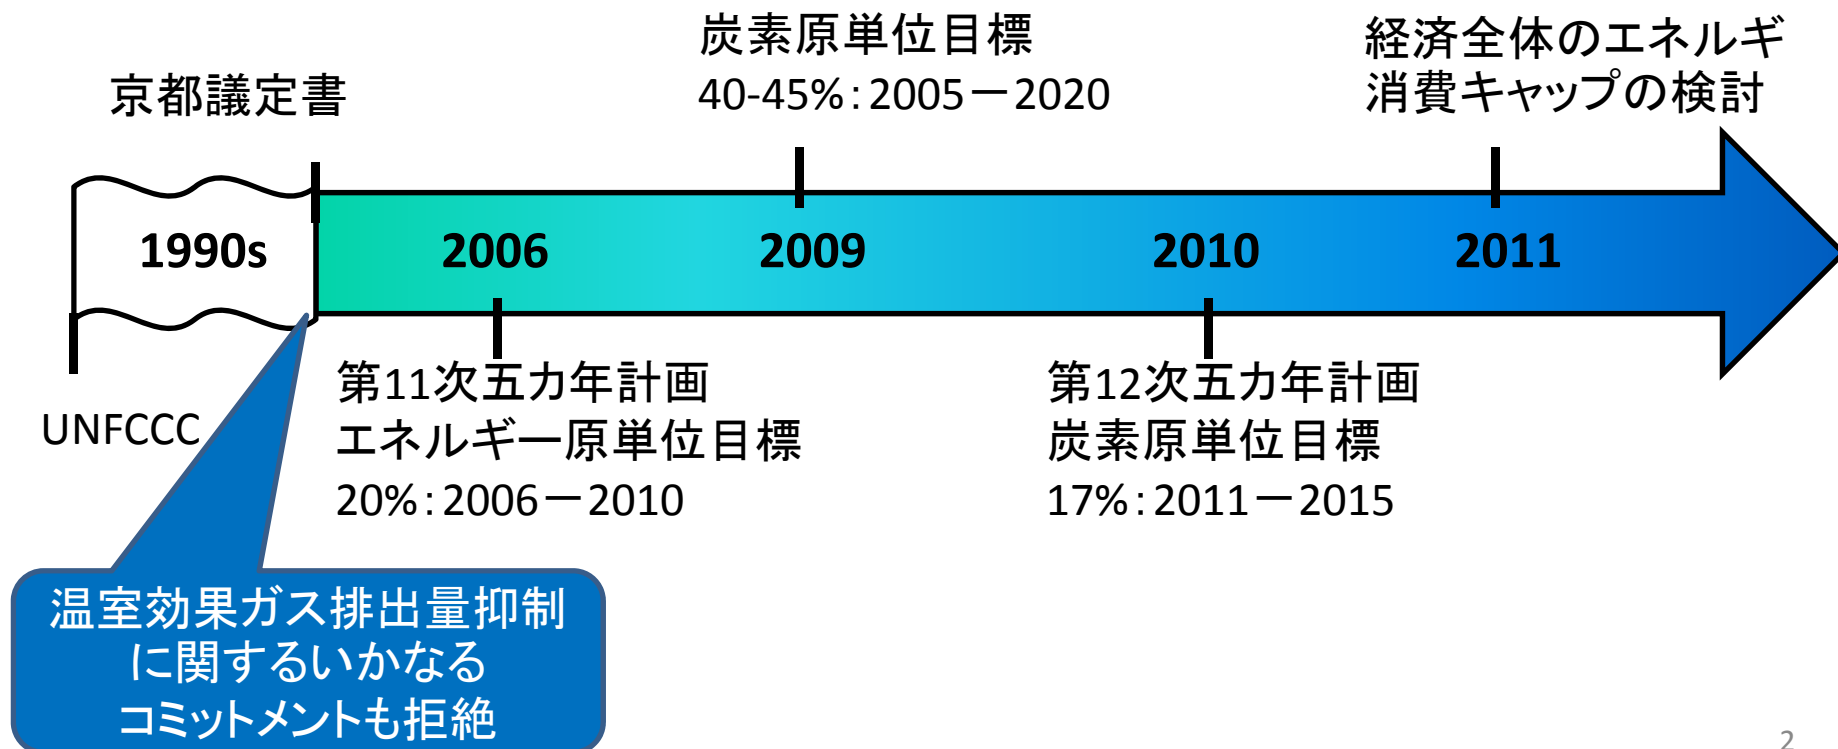 炭素原単位目標
40-45%：2005－2020
経済全体のエネルギ
消費キャップの検討
京都議定書
1990s
2006
2009
2010
2011
UNFCCC
第11次五カ年計画
エネルギー原単位目標
20%：2006－2010
第12次五カ年計画
炭素原単位目標
17%：2011－2015
温室効果ガス排出量抑制
に関するいかなる
コミットメントも拒絶
2